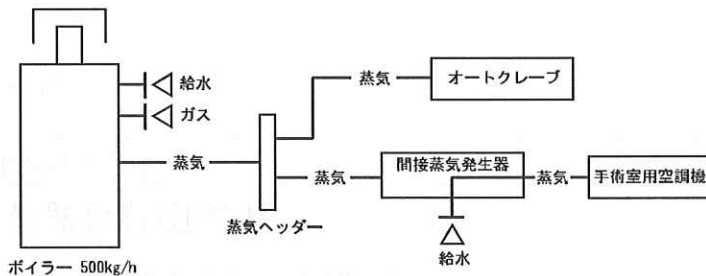 給水
ガス
蒸気
蒸気
オートクレーブ
蒸気
間接蒸気発生器
蒸気
手術室用空調機
蒸気ヘッダー
給水
ボイラー 500kg/h